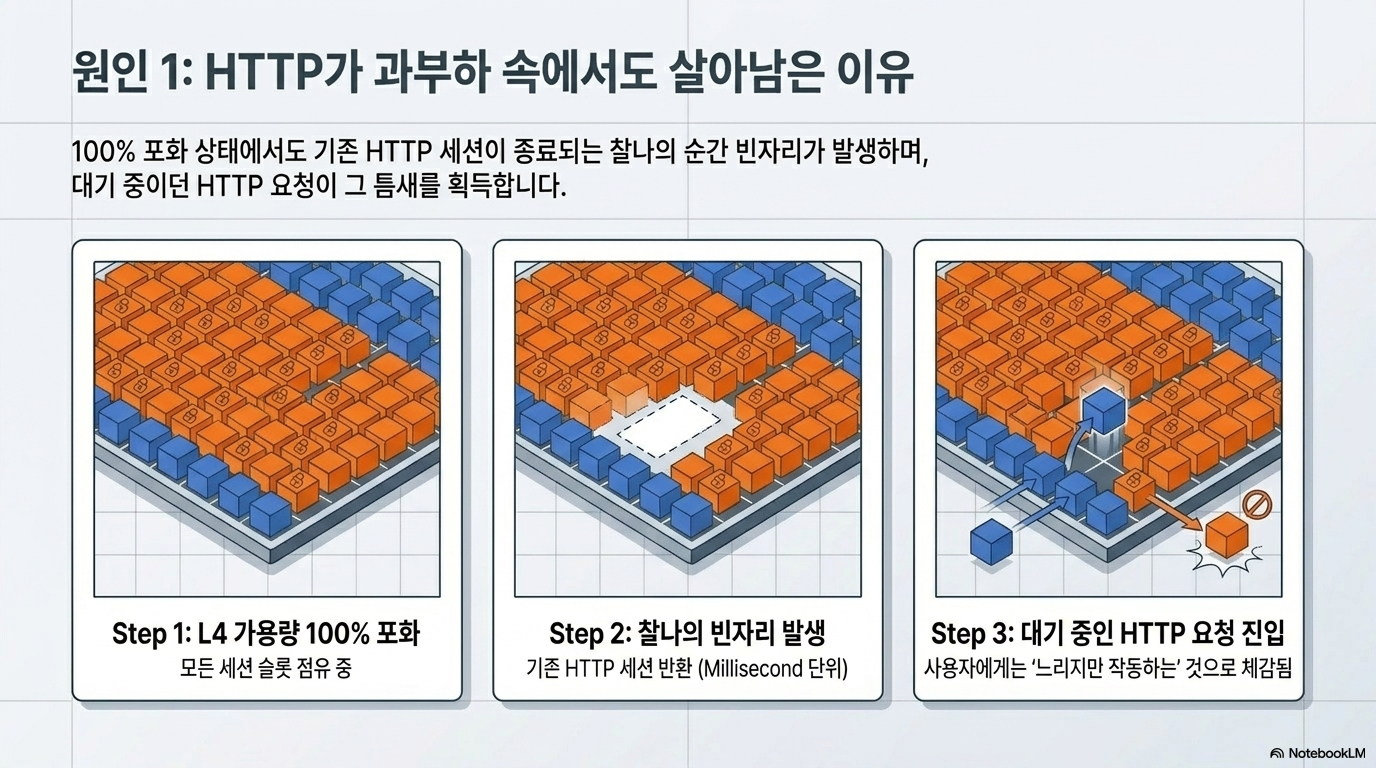 원인 1: HTTP가 과부하 속에서도 살아남은 이유
100% 포화 상태에서도 기존 HTTP 세션이 종료되는 찰나의 순간 빈자리가 발생하며,
대기 중이던 HTTP 요청이 그 틈새를 획득합니다.
Step 1: L4 가용량 100% 포화
모든 세션 슬롯 점유 중
Step 2: 찰나의 빈자리 발생
기존 HTTP 세션 반환 (Millisecond 단위)
Step 3: 대기 중인 HTTP 요청 진입
사용자에게는 ‘느리지만 작동하는’ 것으로 체감됨
NotebookLM